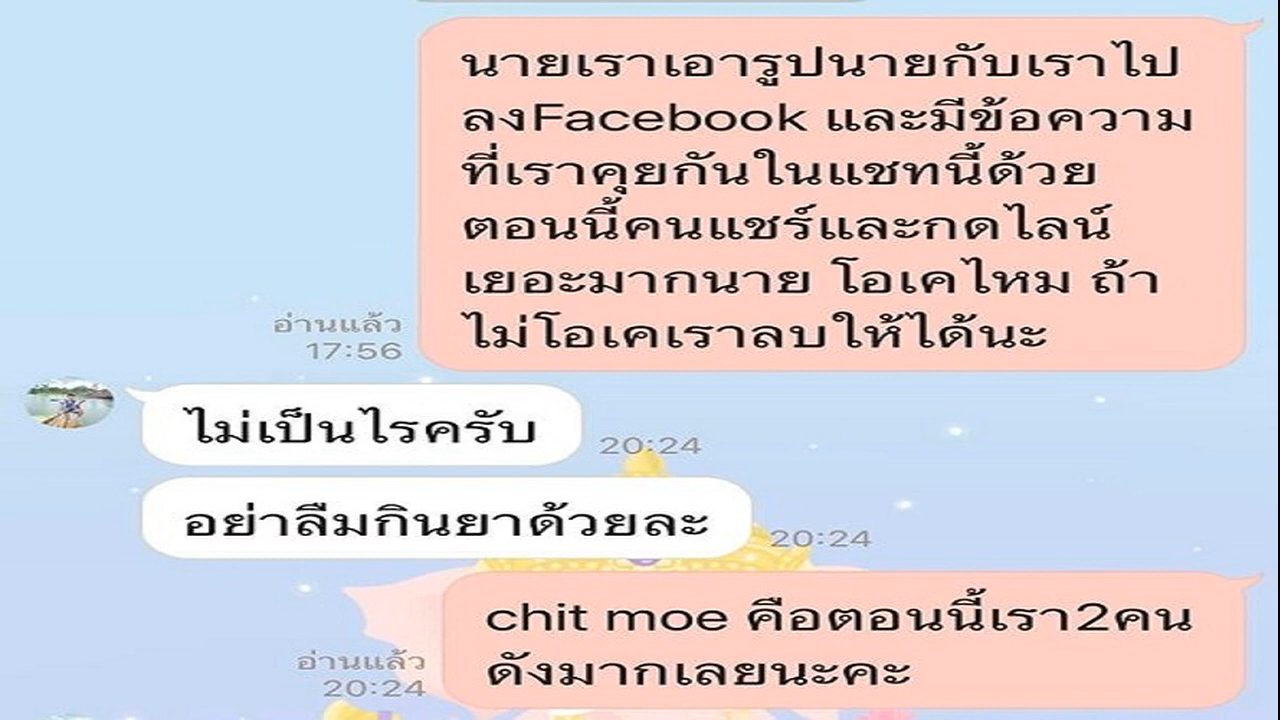 นายเราเอารูปนายกับเราไป
ลงFacebook และมีข้อความ
ที่เราคุยกันในแชทนี้ด้วย
ตอนนี้คนแชร์และกดไลน์
เยอะมากนาย โอเคไหม ถ้า
ไม่โอเคเราลบให้ได้นะ
อ่านแล้ว
17:56
ไม่เป็นไรครับ
20:24
อย่าลืมกินยาด้วยละ
20:24
chit moe คือตอนนี้เรา2คน
ดังมากเลยนะคะ
อ่านแล้ว
20:24